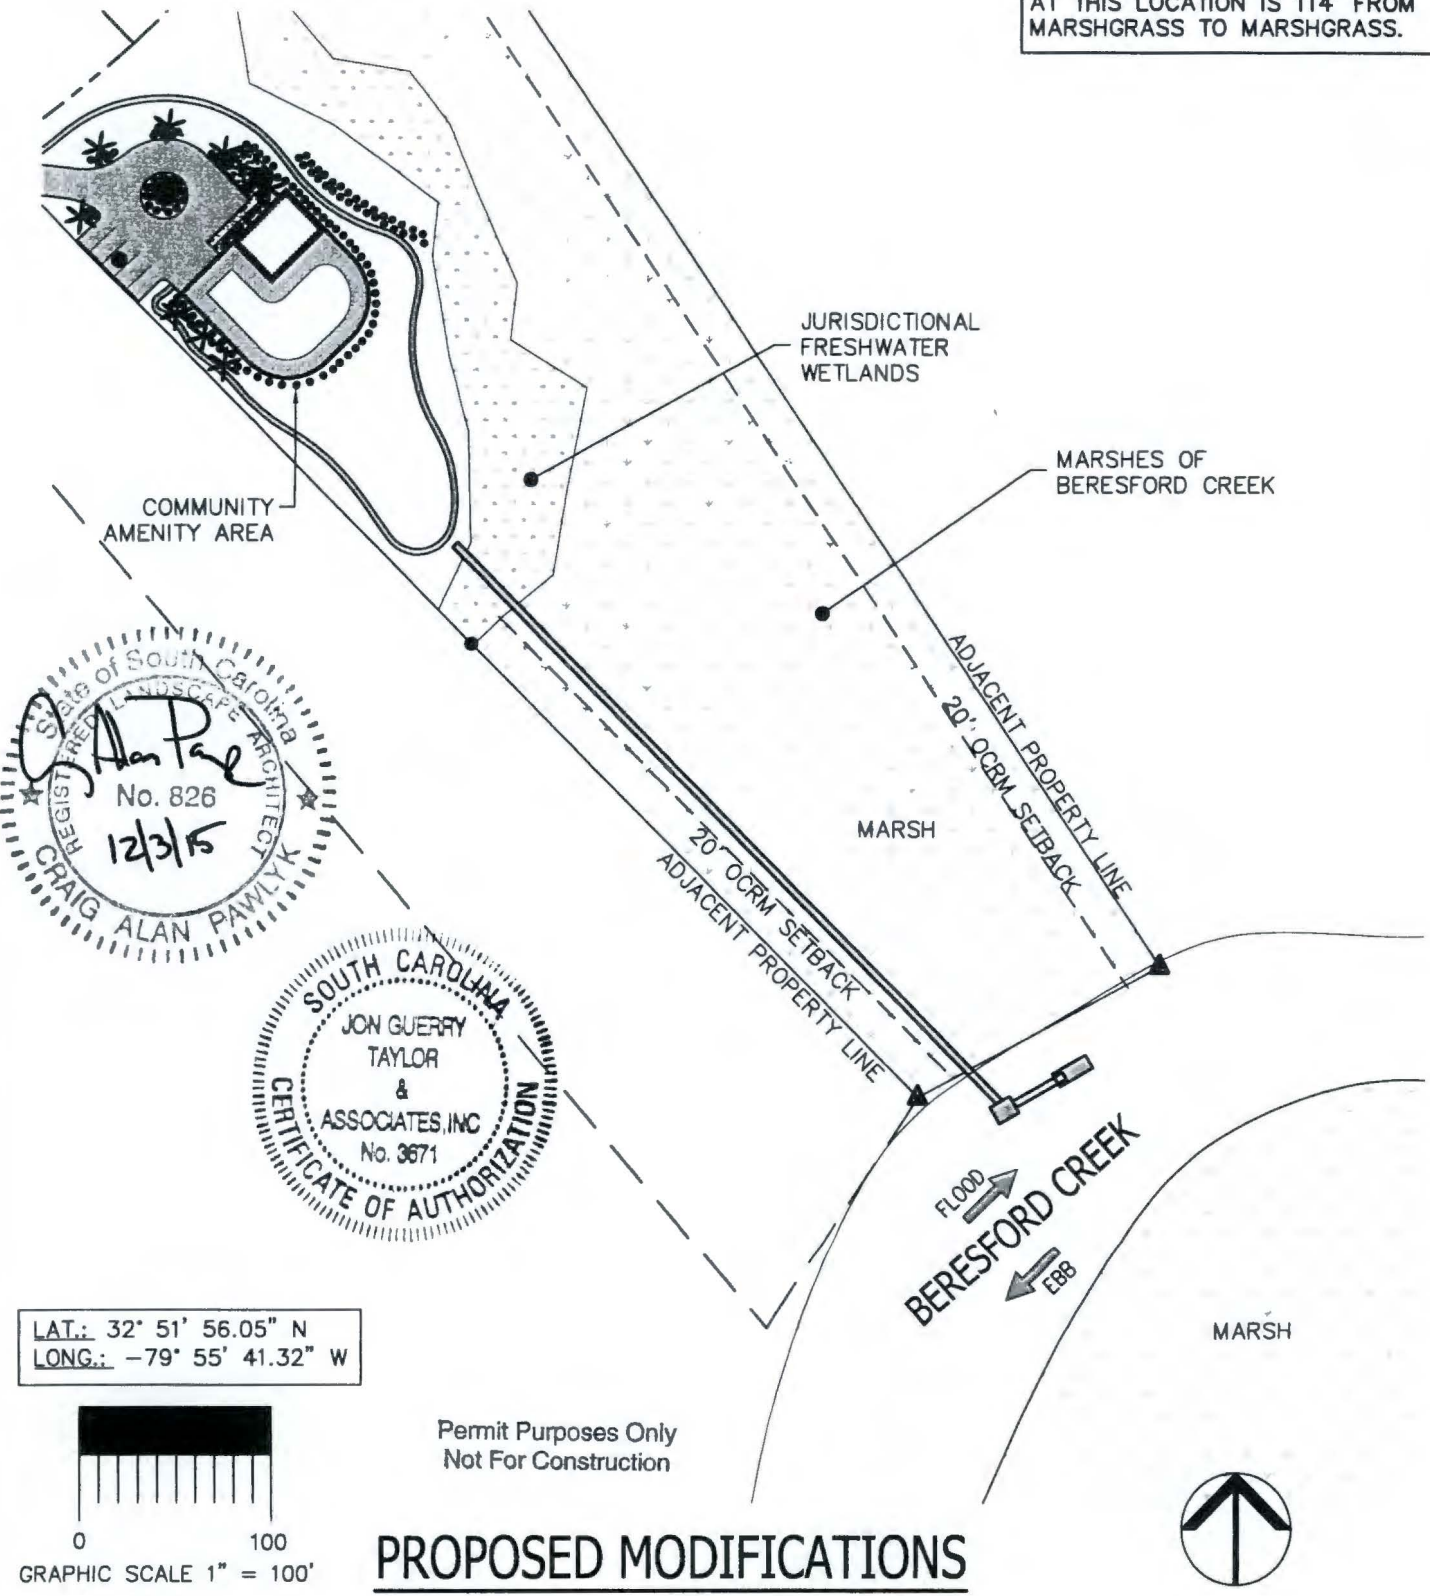 AT THIS LOCATION IS 114' FROM
MARSHGRASS TO MARSHGRASS.
JURISDICTIONAL
FRESHWATER
WETLANDS
MARSHES OF
BERESFORD CREEK
COMMUNITY
AMENITY AREA
ADJACENT PROPERTY LINE
20' OCRM SETBACK
MARSH
20' OCRM SETBACK
ADJACENT PROPERTY LINE
State of South Carolina
REGISTERED LANDSCAPE ARCHITECT
No. 826
12/3/15
CRAIG ALAN PAWLYK
SOUTH CAROLINA
JON GUERRY
TAYLOR
&
ASSOCIATES,INC
No. 3671
CERTIFICATE OF AUTHORIZATION
FLOOD
BERESFORD CREEK
EBB
MARSH
LAT.: 32° 51' 56.05" N
LONG.: -79° 55' 41.32" W
Permit Purposes Only
Not For Construction
0 100
GRAPHIC SCALE 1" = 100'
PROPOSED MODIFICATIONS